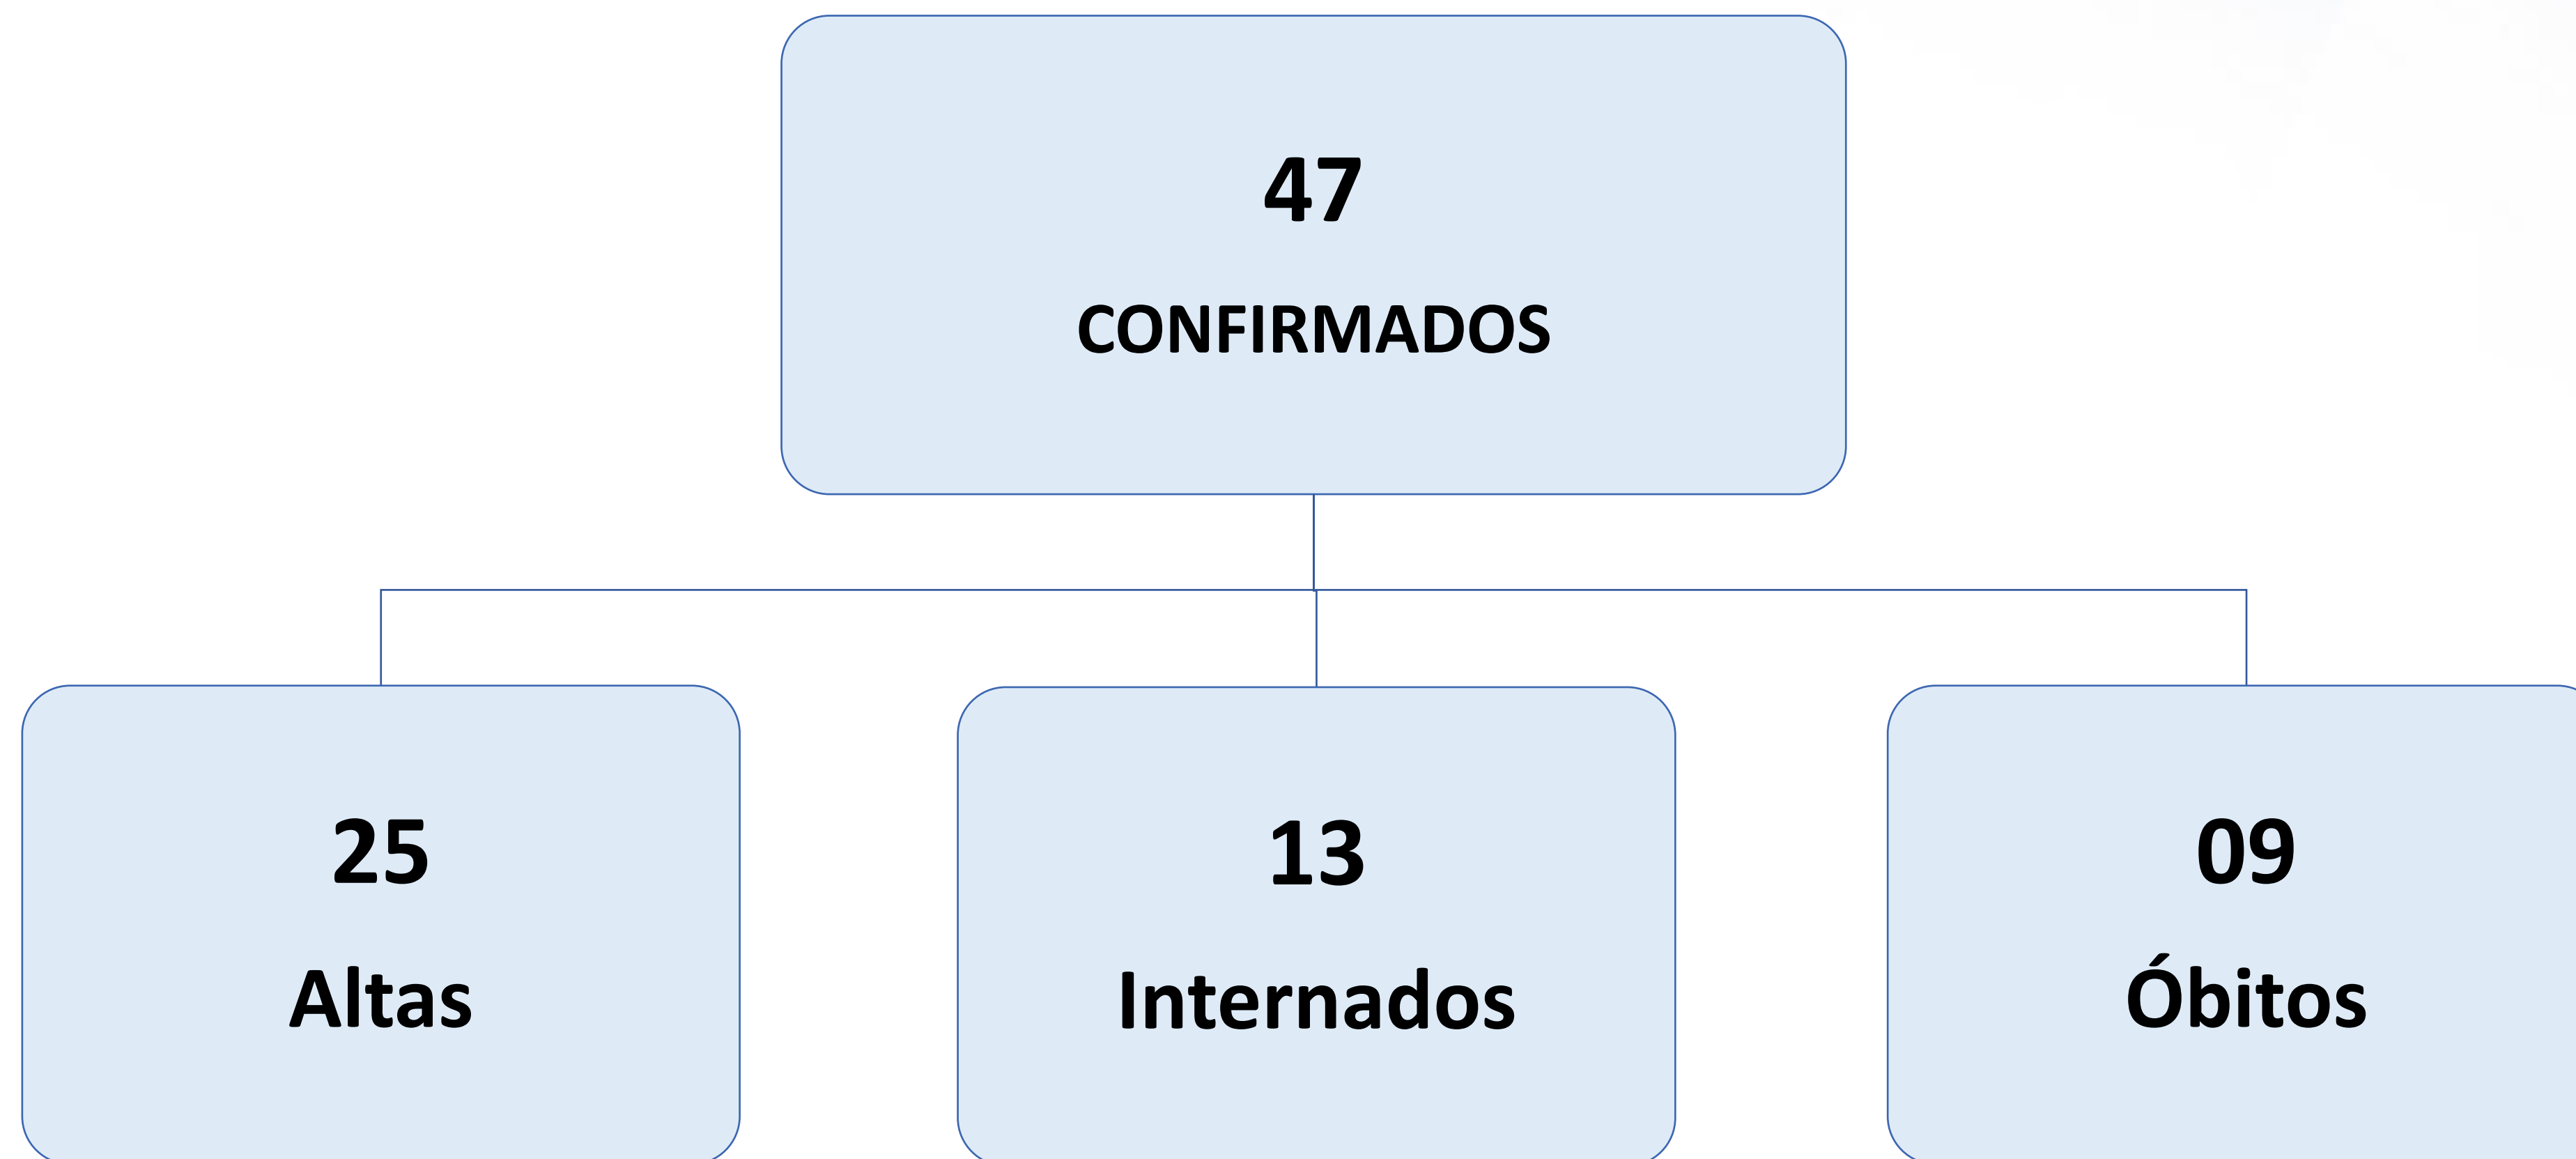 47
CONFIRMADOS
25
Altas
13
Internados
09
Óbitos